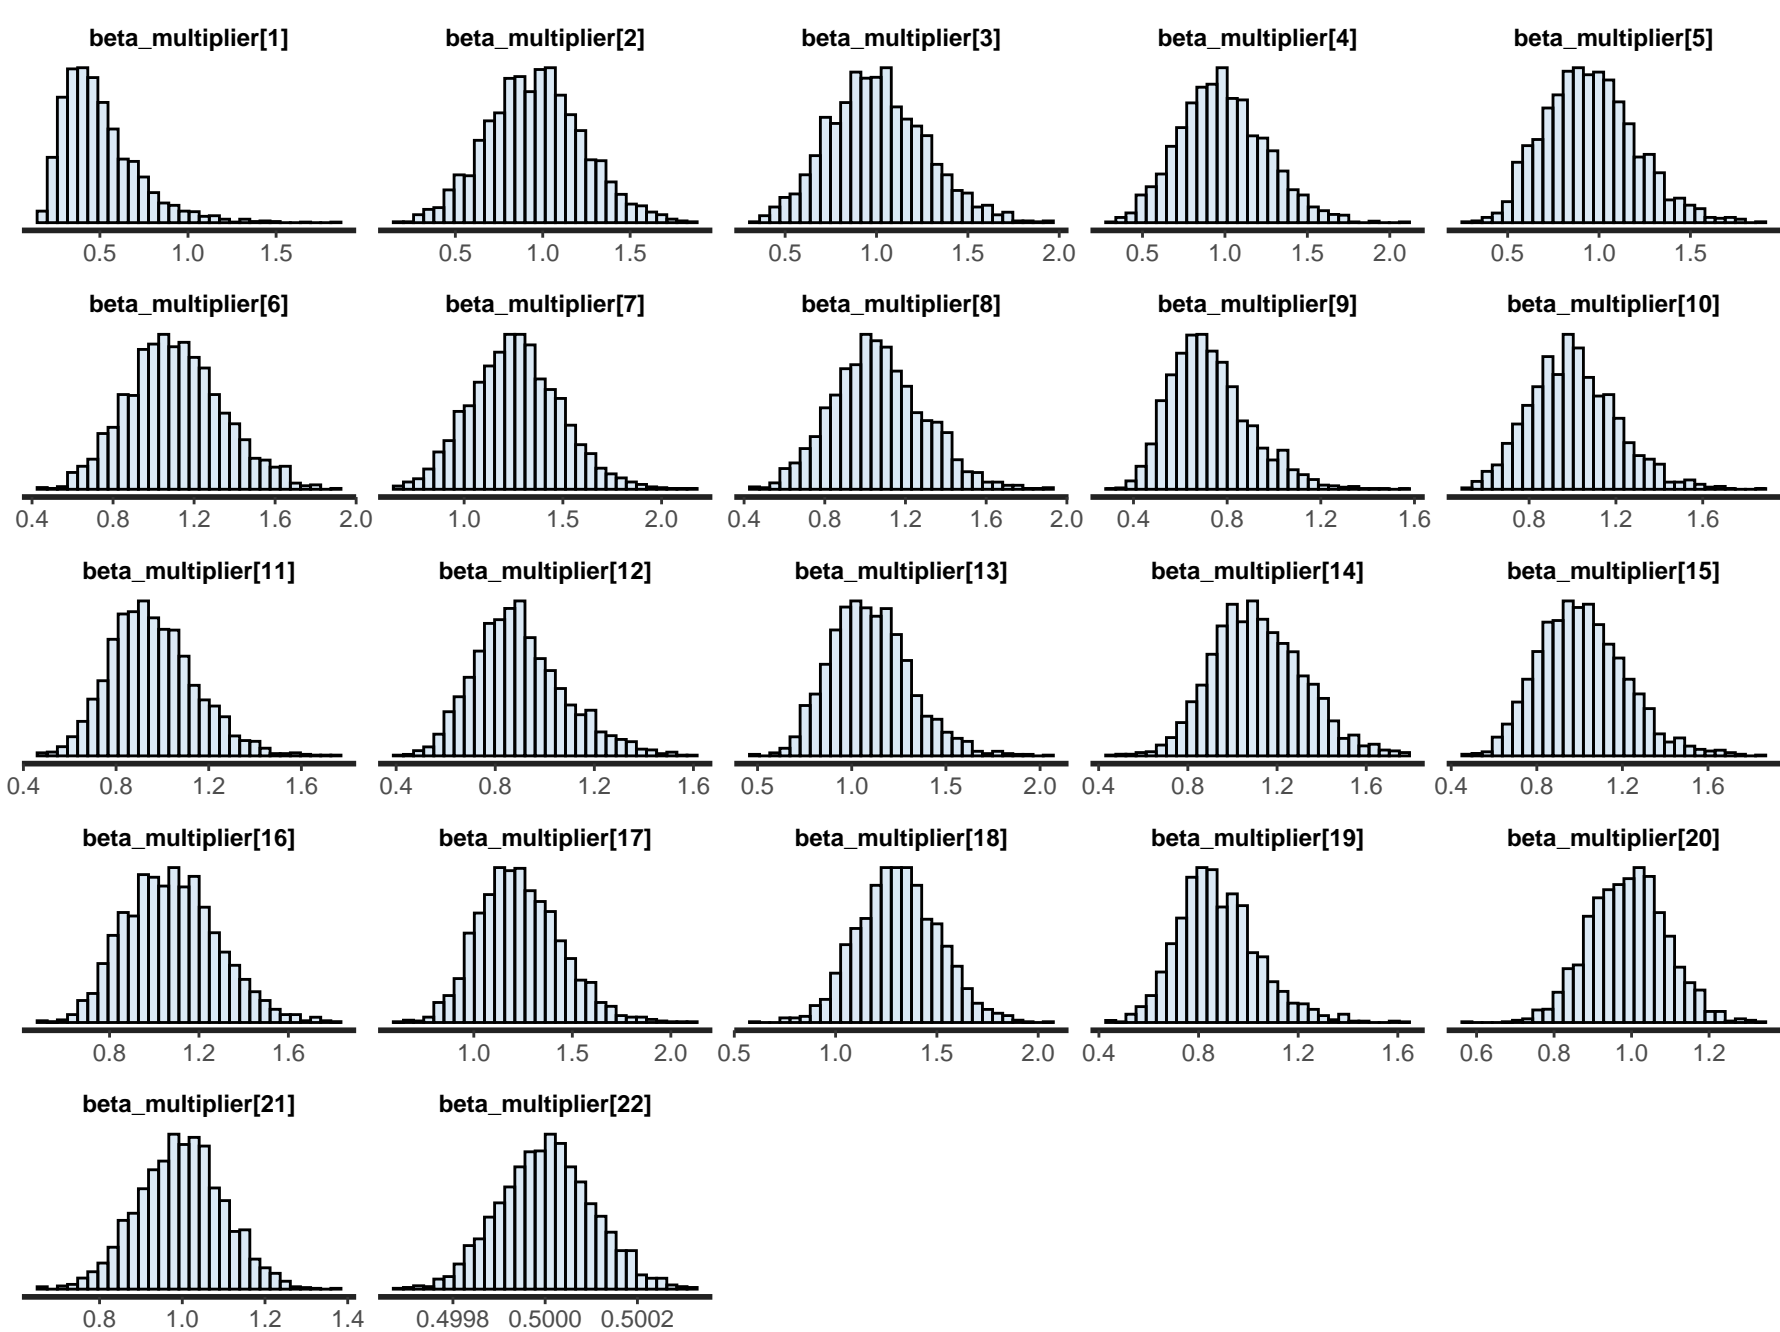 beta_multiplier[1] beta_multiplier[2] beta_multiplier[3] beta_multiplier[4] beta_multiplier[5]
0.5 1.0 1.5 0.5 1.0 1.5 0.5 1.0 1.5 2.0 0.5 1.0 1.5 2.0 0.5 1.0 1.5
beta_multiplier[6] beta_multiplier[7] beta_multiplier[8] beta_multiplier[9] beta_multiplier[10]
0.4 0.8 1.2 1.6 2.0 1.0 1.5 2.0 0.4 0.8 1.2 1.6 2.0 0.4 0.8 1.2 1.6 0.8 1.2 1.6
beta_multiplier[11] beta_multiplier[12] beta_multiplier[13] beta_multiplier[14] beta_multiplier[15]
0.4 0.8 1.2 1.6 0.4 0.8 1.2 1.6 0.5 1.0 1.5 2.0 0.4 0.8 1.2 1.6 0.4 0.8 1.2 1.6
beta_multiplier[16] beta_multiplier[17] beta_multiplier[18] beta_multiplier[19] beta_multiplier[20]
0.8 1.2 1.6 1.0 1.5 2.0 0.5 1.0 1.5 2.0 0.4 0.8 1.2 1.6 0.6 0.8 1.0 1.2
beta_multiplier[21] beta_multiplier[22]
0.8 1.0 1.2 1.4 0.4998 0.5000 0.5002